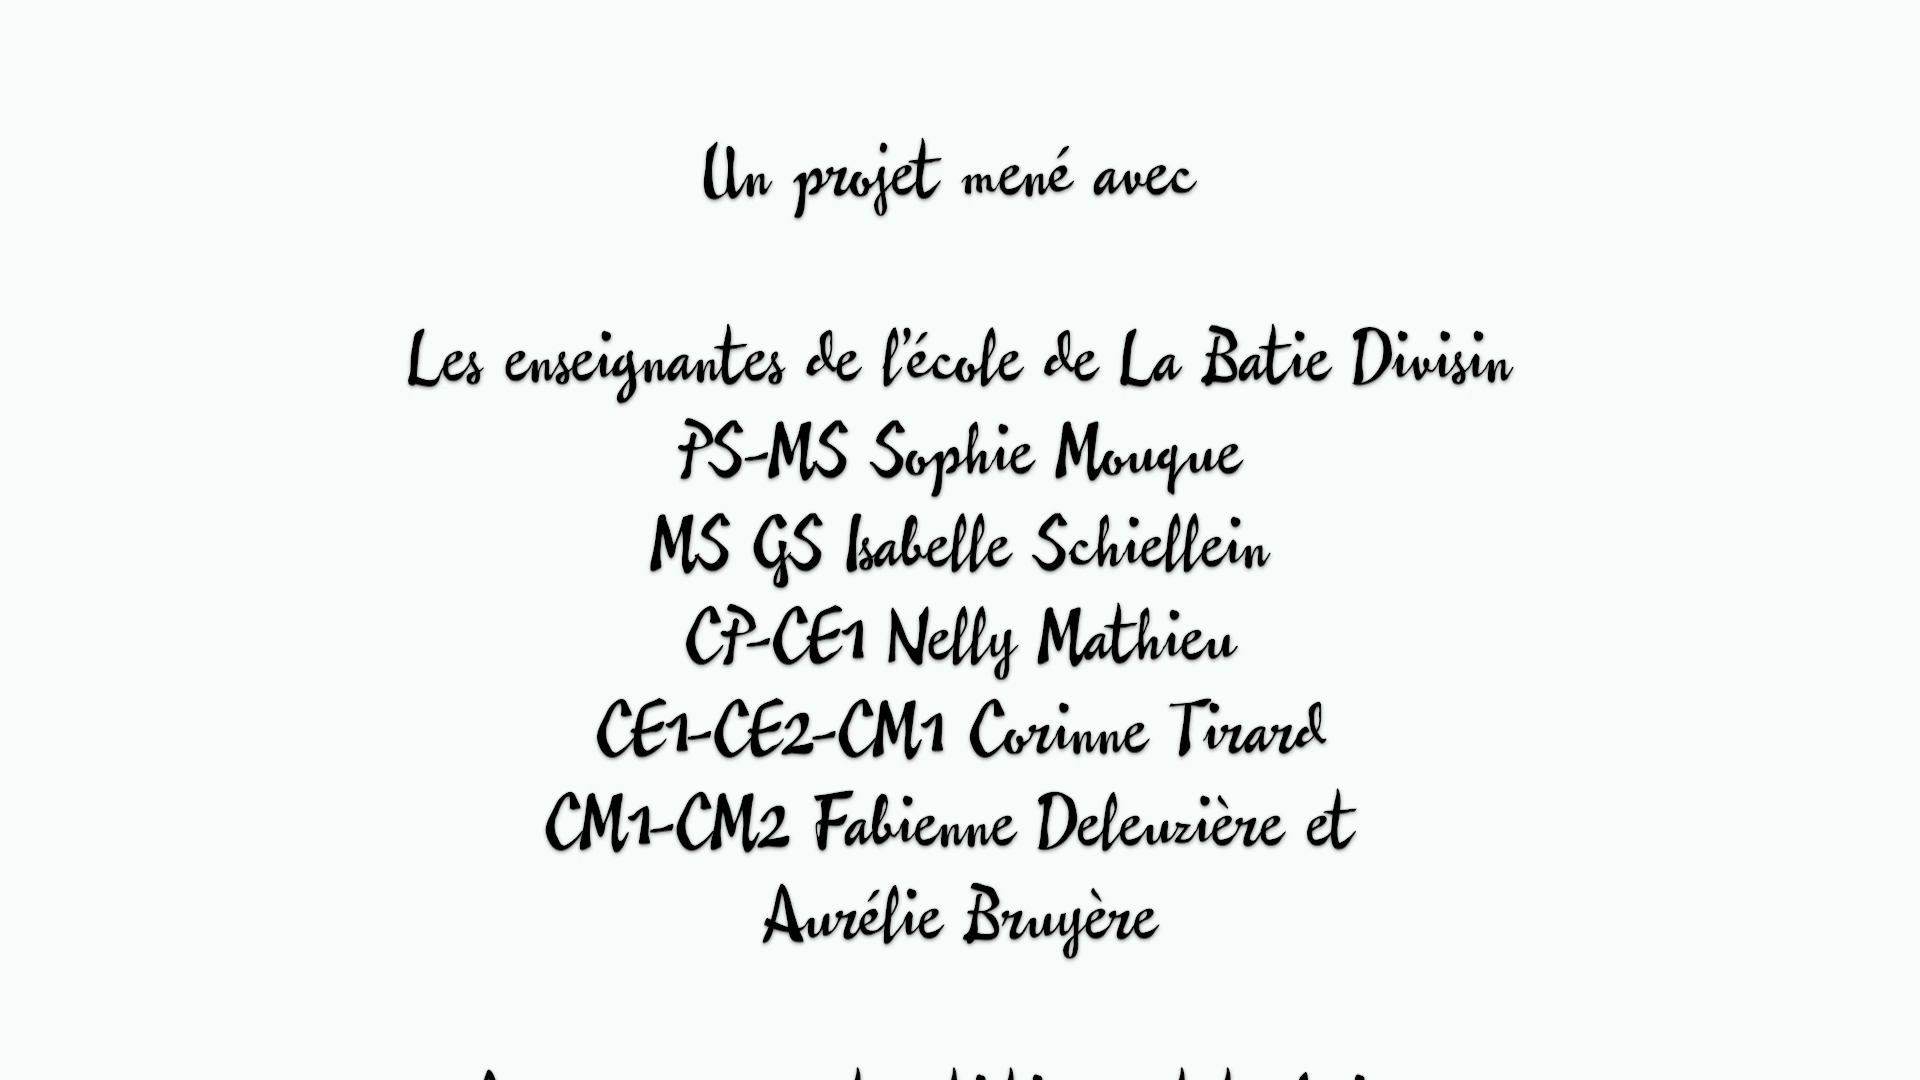 Un projet mené avec
Les enseignantes de l'école de La Batie Divisin
PS-MS Sophie Mouque
MS GS Isabelle Schiellein
CP-CE1 Nelly Mathieu
CE1-CE2-CM1 Corinne Tirard
CM1-CM2 Fabienne Deleuzière et
Aurélie Bruyère